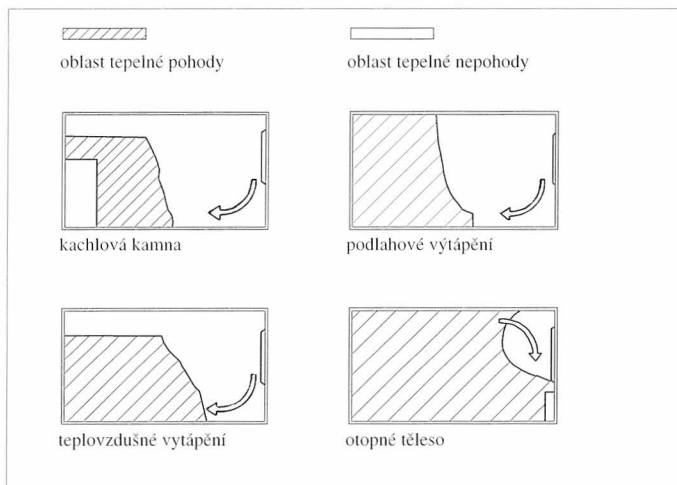 oblast tepelné pohody
oblast tepelné nepohody
kachlová kamna
podlahové výtápění
teplovzdušné vytápění
otopné těleso